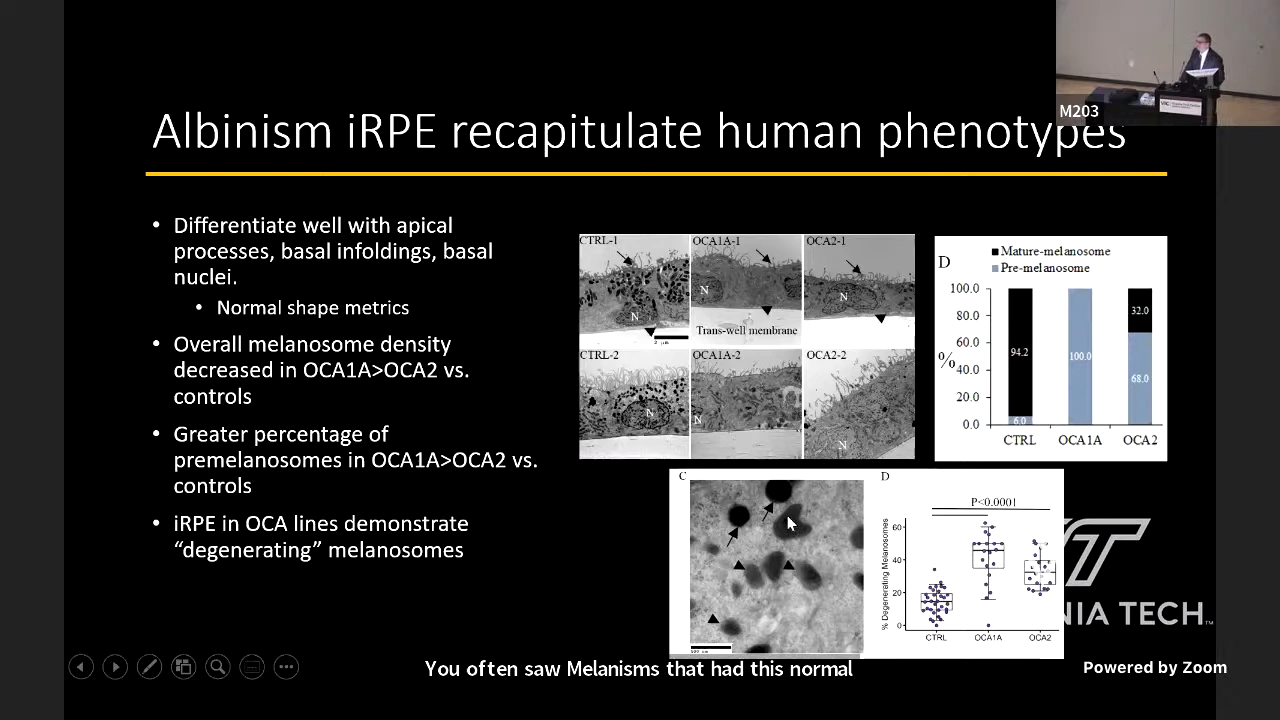 M203
Albinism iRPE recapitulate human phenotypes
• Differentiate well with apical
processes, basal infoldings, basal
nuclei.
• Normal shape metrics
• Overall melanosome density
decreased in OCA1A>OCA2 vs.
controls
• Greater percentage of
premelanosomes in OCA1A>OCA2 vs.
controls
• iRPE in OCA lines demonstrate
“degenerating” melanosomes
CTRL-1 OCA1A-1 OCA2-1
N N N
Trans-well membrane
CTRL-2 OCA1A-2 OCA2-2
N N N
D
Mature-melanosome
Pre-melanosome
%
100.0
80.0
60.0
40.0
20.0
0.0
94.2
6.0
100.0
32.0
68.0
CTRL OCA1A OCA2
C
D
P<0.0001
% Degenerating Melanosomes
60
40
20
0
CTRL OCA1A OCA2
NIA TECH™
You often saw Melanisms that had this normal
Powered by Zoom